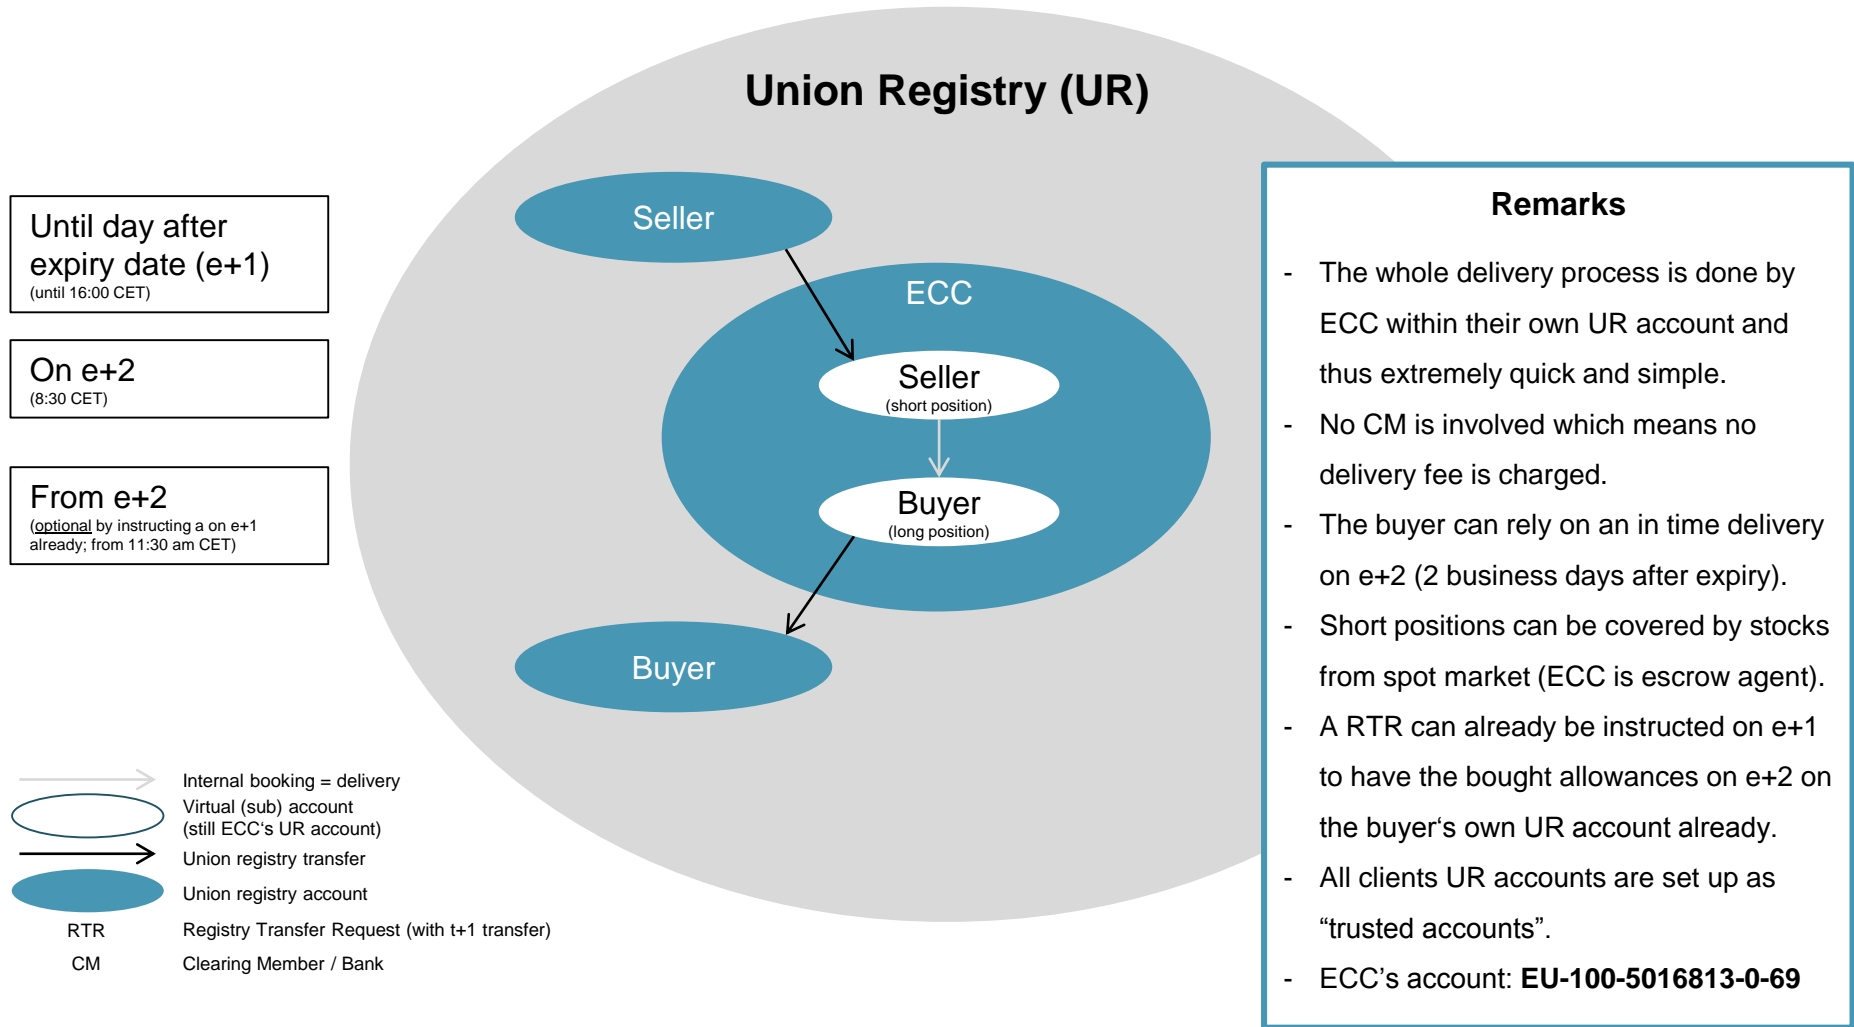 Union Registry (UR)
Until day after
expiry date (e+1)
(until 16:00 CET)
On e+2
(8:30 CET)
From e+2
(optional by instructing a on e+1
already; from 11:30 am CET)
Seller
ECC
Seller
(short position)
Buyer
(long position)
Buyer
Internal booking = delivery
Virtual (sub) account
(still ECC‘s UR account)
Union registry transfer
Union registry account
RTR Registry Transfer Request (with t+1 transfer)
CM Clearing Member / Bank
Remarks
- The whole delivery process is done by
ECC within their own UR account and
thus extremely quick and simple.
- No CM is involved which means no
delivery fee is charged.
- The buyer can rely on an in time delivery
on e+2 (2 business days after expiry).
- Short positions can be covered by stocks
from spot market (ECC is escrow agent).
- A RTR can already be instructed on e+1
to have the bought allowances on e+2 on
the buyer‘s own UR account already.
- All clients UR accounts are set up as
“trusted accounts”.
- ECC’s account: EU-100-5016813-0-69